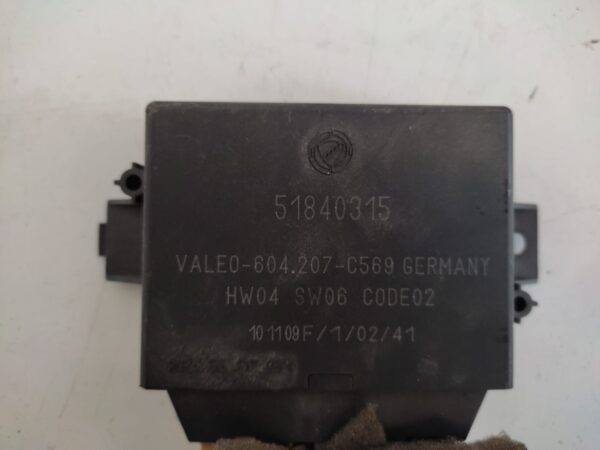 51840315
VALEO-604.207-C569 GERMANY
HW04 SW06 CODE02
101109F/1/02/41